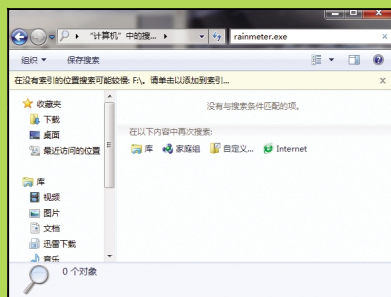 “计算机”中的搜...
rainmeter.exe
组织
保存搜索
在没有索引的位置搜索可能较慢: F:\。请单击以添加到索引...
收藏夹
没有与搜索条件匹配的项。
下载
在以下内容中再次搜索:
桌面
库
家庭组
自定义...
Internet
最近访问的位置
库
视频
图片
文档
迅雷下载
音乐
0 个对象